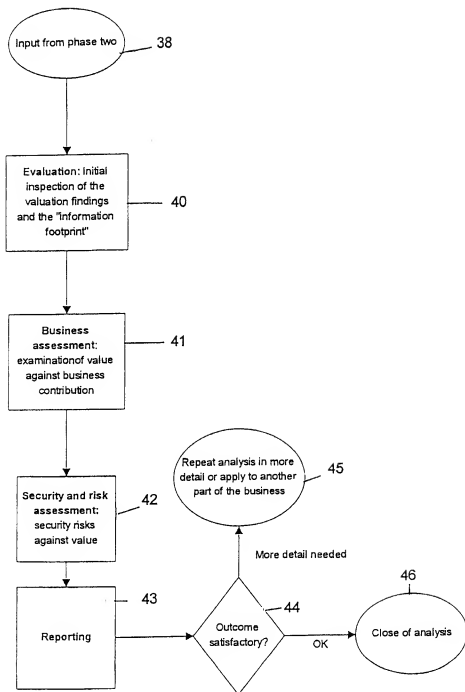 Input from phase two
38
Evaluation: Initial
inspection of the
valuation findings
and the "information
footprint"
40
Business
assessment:
examinationof value
against business
contribution
41
Security and risk
assessment:
security risks
against value
42
Reporting
43
Outcome
satisfactory?
44
More detail needed
Repeat analysis in more
detail or apply to another
part of the business
45
OK
Close of analysis
46